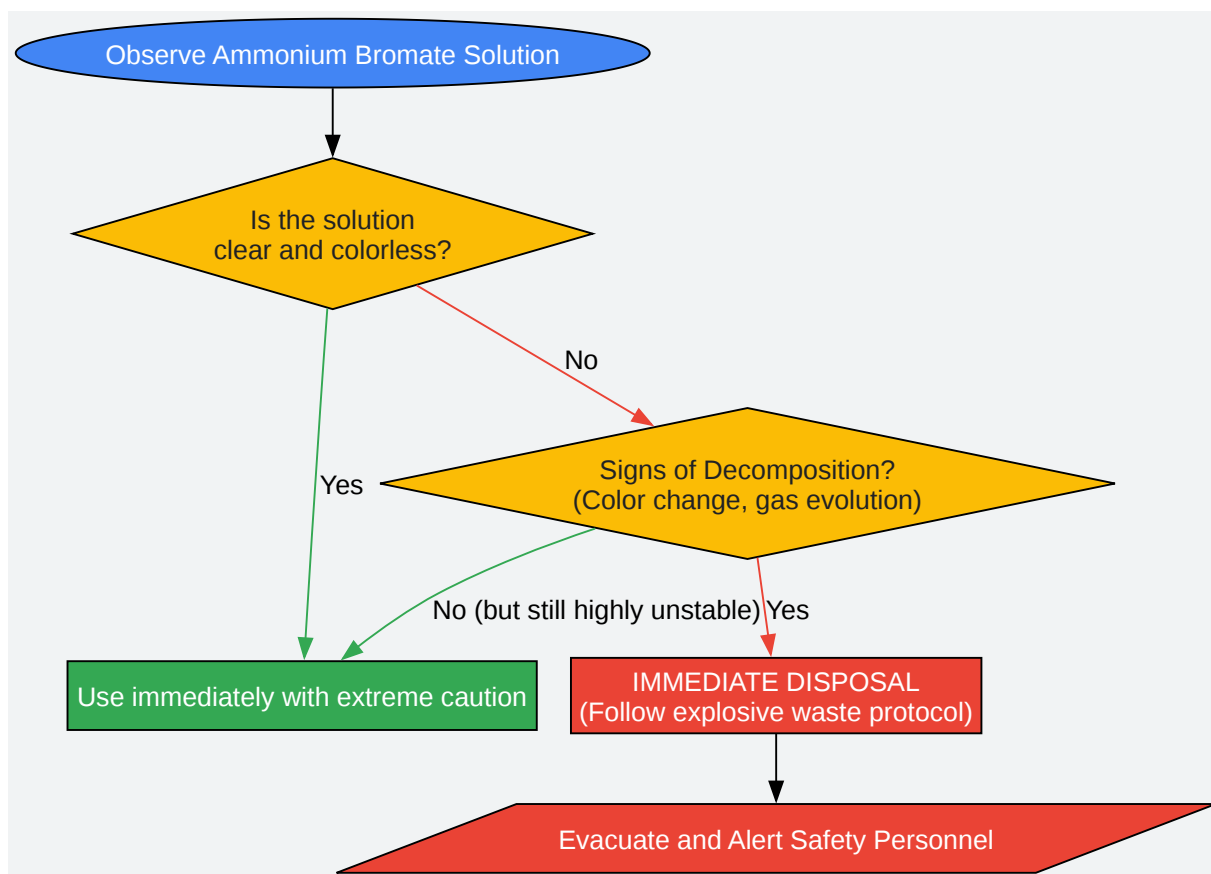 Observe Ammonium Bromate Solution
Is the solution
clear and colorless?
No
Yes
Signs of Decomposition?
(Color change, gas evolution)
No (but still highly unstable)
Yes
Use immediately with extreme caution
IMMEDIATE DISPOSAL
(Follow explosive waste protocol)
Evacuate and Alert Safety Personnel